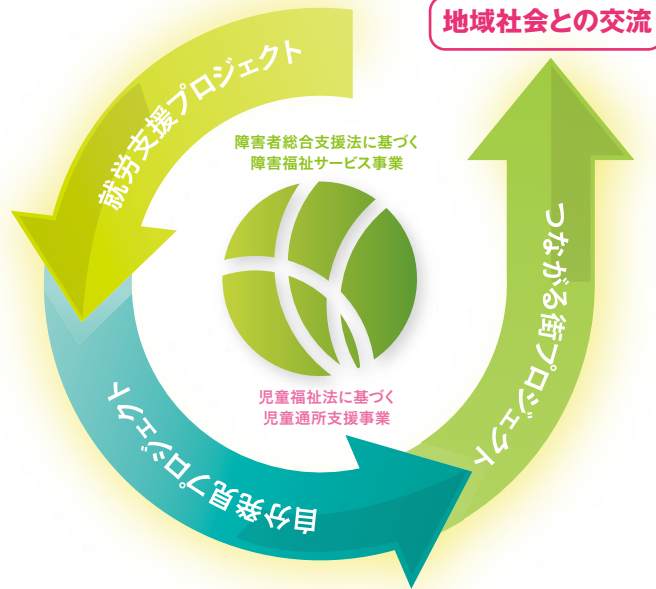 地域社会との交流
就労支援プロジェクト
障害者総合支援法に基づく
障害福祉サービス事業
つながる街プロジェクト
児童福祉法に基づく
児童通所支援事業
自分発見プロジェクト